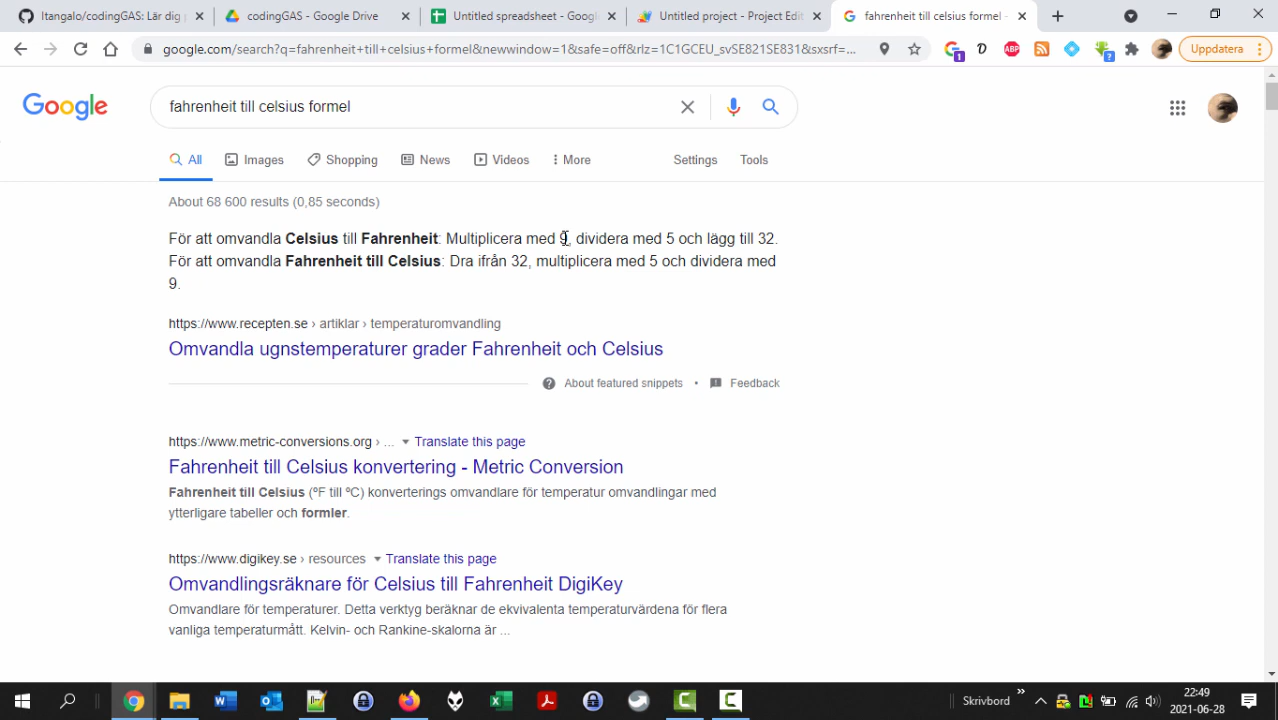 ltangalo/codingGAS: Lär dig
codingGAS - Google Drive
Untitled spreadsheet - Goog
Untitled project - Project Edit
fahrenheit till celsius formel -
google.com/search?q=fahrenheit+till+celsius+formel&newwindow=1&safe=off&rlz=1C1GCEU_svSE821SE831&sxsrf=...
1
ABP
?
Uppdatera
Google
fahrenheit till celsius formel
All
Images
Shopping
News
Videos
More
Settings
Tools
About 68 600 results (0,85 seconds)
För att omvandla Celsius till Fahrenheit: Multiplicera med 9, dividera med 5 och lägg till 32.
För att omvandla Fahrenheit till Celsius: Dra ifrån 32, multiplicera med 5 och dividera med
9.
https://www.recepten.se › artiklar › temperaturomvandling
Omvandla ugnstemperaturer grader Fahrenheit och Celsius
About featured snippets • Feedback
https://www.metric-conversions.org › ... Translate this page
Fahrenheit till Celsius konvertering - Metric Conversion
Fahrenheit till Celsius (ºF till ºC) konverterings omvandlare för temperatur omvandlingar med
ytterligare tabeller och formler.
https://www.digikey.se › resources Translate this page
Omvandlingsräknare för Celsius till Fahrenheit DigiKey
Omvandlare för temperaturer. Detta verktyg beräknar de ekvivalenta temperaturvärdena för flera
vanliga temperaturmått. Kelvin- och Rankine-skalorna är ...
Skrivbord
22:49
2021-06-28